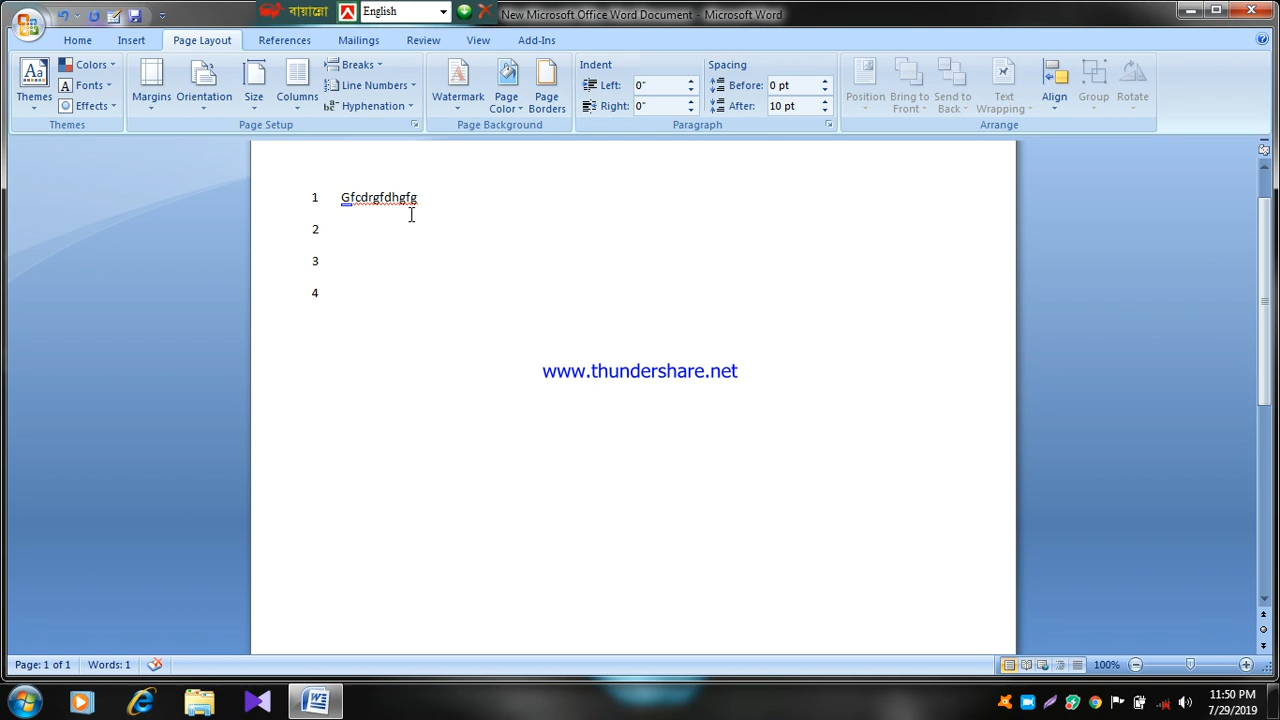 বায়ান্নো English New Microsoft Office Word Document - Microsoft Word
Home Insert Page Layout References Mailings Review View Add-Ins
Aa Themes Colors Fonts Effects Themes
Margins Orientation Size Columns Breaks Line Numbers Hyphenation Page Setup
Watermark Page Color Page Borders Page Background
Indent Spacing
Left: 0" Before: 0 pt
Right: 0" After: 10 pt
Paragraph
Position Bring to Front Send to Back Text Wrapping Align Group Rotate
Arrange
1 Gfcdrgfdhgfg
2
3
4
www.thundershare.net
Page: 1 of 1 Words: 1 100%
11:50 PM
7/29/2019